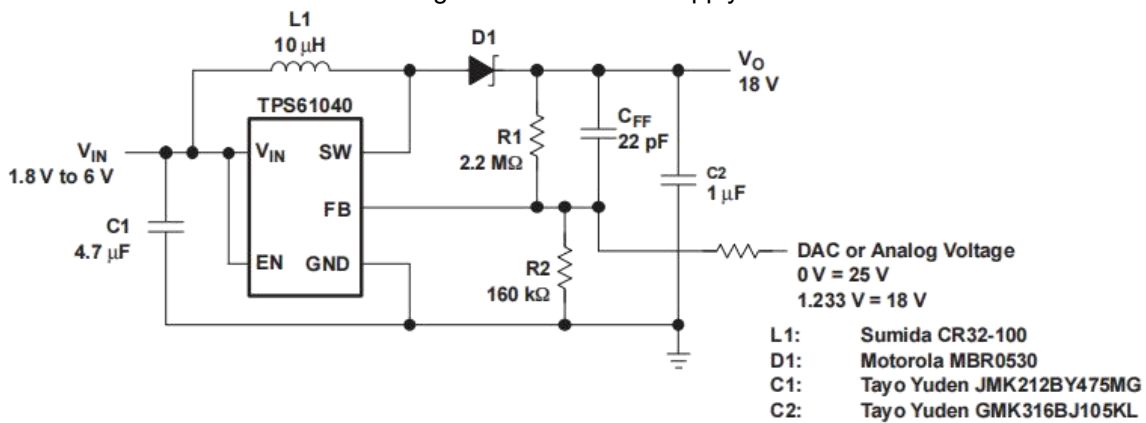 L1
10 μH
D1
VO
18 V
TPS61040
VIN
SW
R1
2.2 MΩ
CFF
22 pF
C2
1 μF
VIN
1.8 V to 6 V
FB
C1
4.7 μF
EN
GND
R2
160 kΩ
DAC or Analog Voltage
0 V = 25 V
1.233 V = 18 V
L1: Sumida CR32-100
D1: Motorola MBR0530
C1: Tayo Yuden JMK212BY475MG
C2: Tayo Yuden GMK316BJ105KL